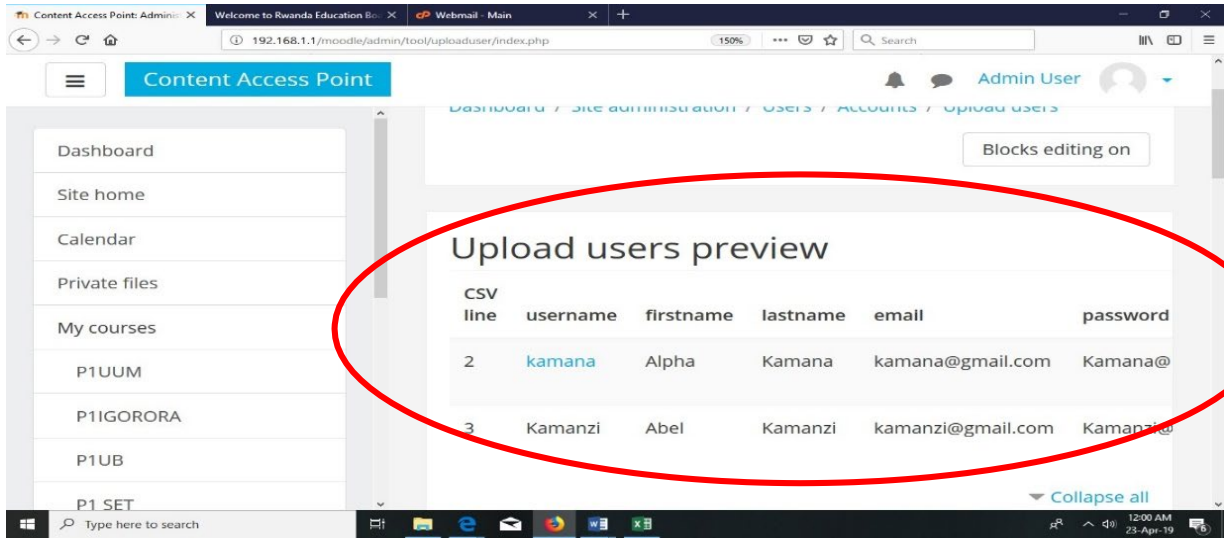 Content Access Point: Adminis
Welcome to Rwanda Education Bo
Webmail - Main
192.168.1.1/moodle/admin/tool/uploaduser/index.php 150% Search
Content Access Point Admin User
Dashboard / Site administration / Users / Accounts / Upload users
Blocks editing on
Dashboard
Site home
Calendar
Private files
My courses
P1UUM
P1IGORORA
P1UB
P1 SET
Upload users preview
CSV
line username firstname lastname email password
2 kamana Alpha Kamana kamana@gmail.com Kamana@
3 Kamanzi Abel Kamanzi kamanzi@gmail.com Kamanzi@
Collapse all
Type here to search
12:00 AM
23-Apr-19
6